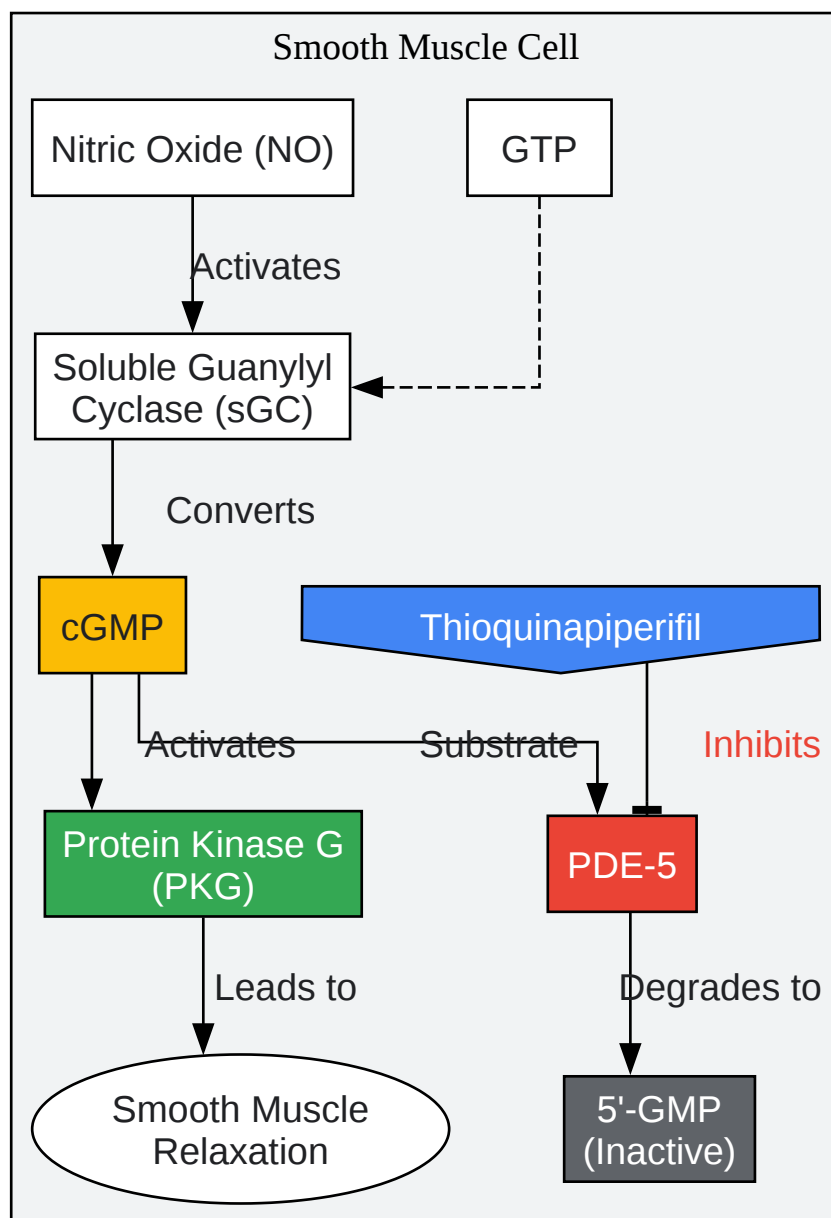 Smooth Muscle Cell
Nitric Oxide (NO)
GTP
Activates
Soluble Guanylyl
Cyclase (sGC)
Converts
cGMP
Thioquinapiperifil
Activates
Substrate
Inhibits
Protein Kinase G
(PKG)
PDE-5
Leads to
Degrades to
Smooth Muscle
Relaxation
5'-GMP
(Inactive)